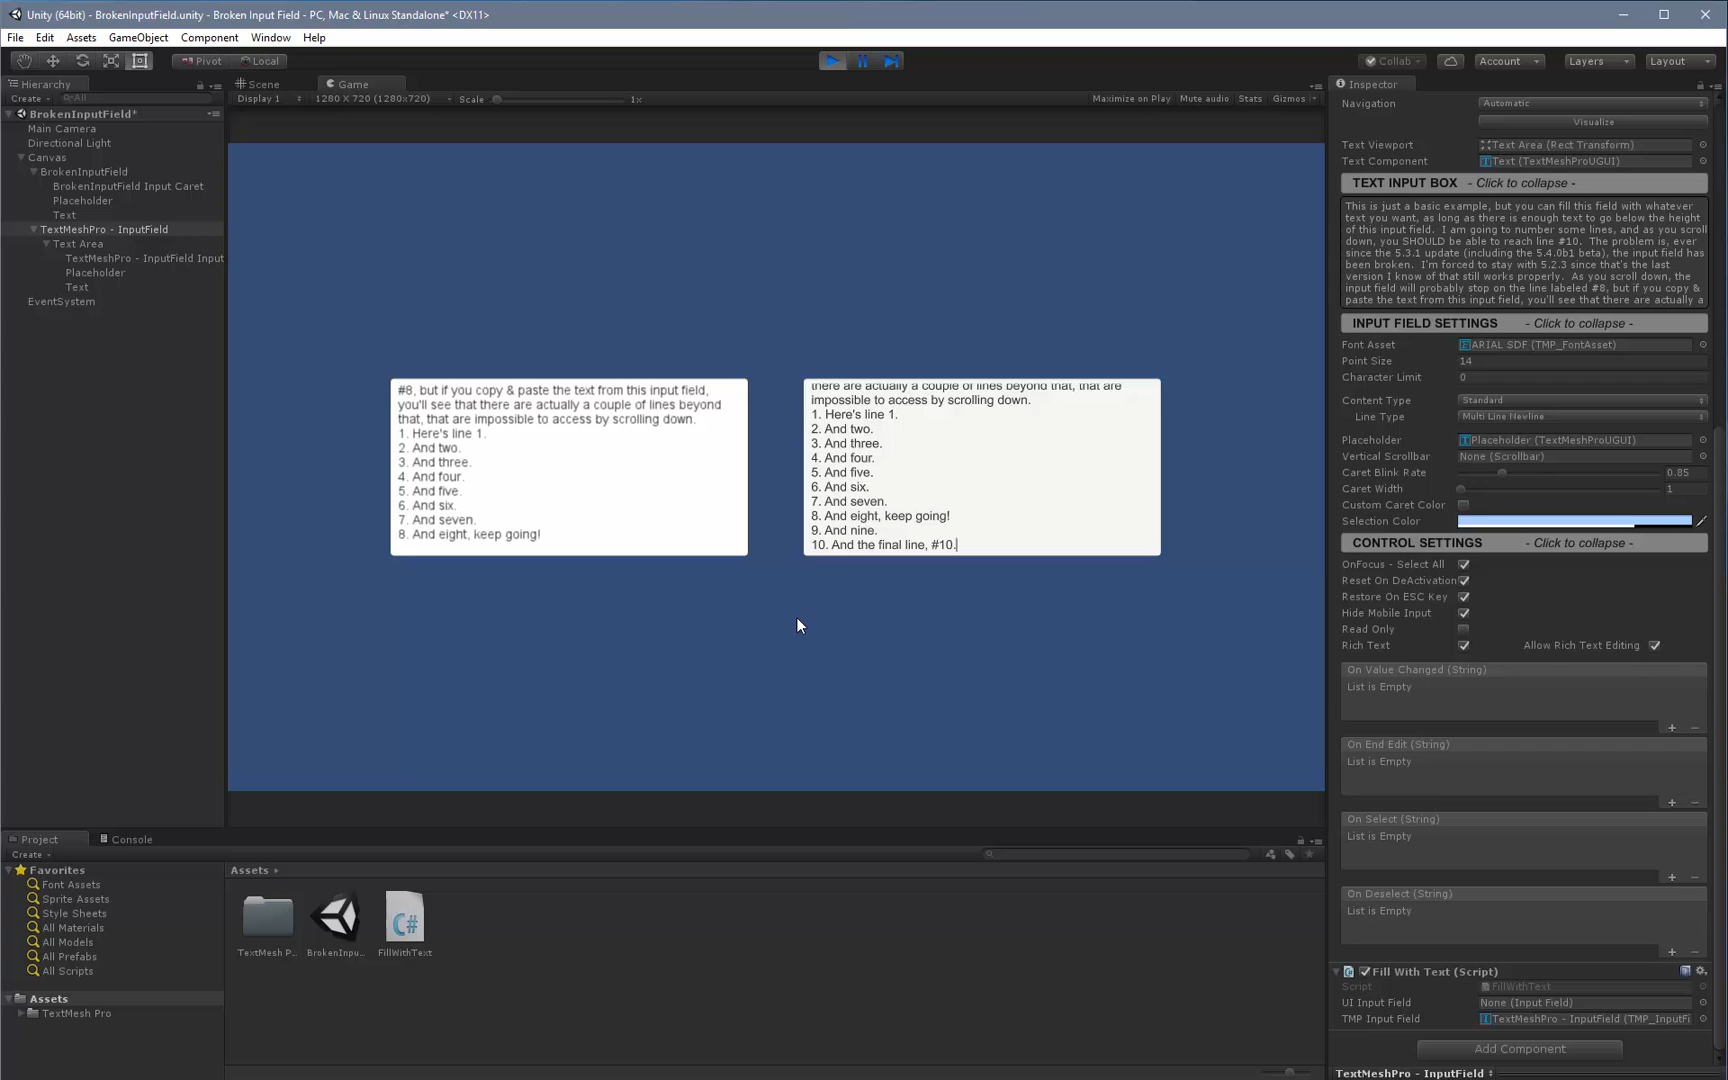 Unity (64bit) - BrokenInputField.unity - Broken Input Field - PC, Mac & Linux Standalone* <DX11>
File Edit Assets GameObject Component Window Help
Pivot Local Collab Account Layers Layout
Hierarchy
Create All
BrokenInputField*
Main Camera
Directional Light
Canvas
BrokenInputField
BrokenInputField Input Caret
Placeholder
Text
TextMeshPro - InputField
Text Area
TextMeshPro - InputField Input
Placeholder
Text
EventSystem
Scene Game
Display 1 1280 X 720 (1280x720) Scale 1x Maximize on Play Mute audio Stats Gizmos
#8, but if you copy & paste the text from this input field,
you'll see that there are actually a couple of lines beyond
that, that are impossible to access by scrolling down.
1. Here's line 1.
2. And two.
3. And three.
4. And four.
5. And five.
6. And six.
7. And seven.
8. And eight, keep going!
there are actually a couple of lines beyond that, that are
impossible to access by scrolling down.
1. Here's line 1.
2. And two.
3. And three.
4. And four.
5. And five.
6. And six.
7. And seven.
8. And eight, keep going!
9. And nine.
10. And the final line, #10.
Project Console
Create
Favorites
Font Assets
Sprite Assets
Style Sheets
All Materials
All Models
All Prefabs
All Scripts
Assets
TextMesh Pro
Assets
TextMesh P...
BrokenInpu...
FillWithText
Inspector
Navigation Automatic
Visualize
Text Viewport Text Area (Rect Transform)
Text Component Text (TextMeshProUGUI)
TEXT INPUT BOX - Click to collapse -
This is just a basic example, but you can fill this field with whatever
text you want, as long as there is enough text to go below the height
of this input field. I am going to number some lines, and as you scroll
down, you SHOULD be able to reach line #10. The problem is, ever
since the 5.3.1 update (including the 5.4.0b1 beta), the input field has
been broken. I'm forced to stay with 5.2.3 since that's the last
version I know of that still works properly. As you scroll down, the
input field will probably stop on the line labeled #8, but if you copy &
paste the text from this input field, you'll see that there are actually a
INPUT FIELD SETTINGS - Click to collapse -
Font Asset ARIAL SDF (TMP_FontAsset)
Point Size 14
Character Limit 0
Content Type Standard
Line Type Multi Line Newline
Placeholder Placeholder (TextMeshProUGUI)
Vertical Scrollbar None (Scrollbar)
Caret Blink Rate 0.85
Caret Width 1
Custom Caret Color
Selection Color
CONTROL SETTINGS - Click to collapse -
OnFocus - Select All
Reset On DeActivation
Restore On ESC Key
Hide Mobile Input
Read Only
Rich Text Allow Rich Text Editing
On Value Changed (String)
List is Empty
On End Edit (String)
List is Empty
On Select (String)
List is Empty
On Deselect (String)
List is Empty
Fill With Text (Script)
Script FillWithText
UI Input Field None (Input Field)
TMP Input Field TextMeshPro - InputField (TMP_InputFi
Add Component
TextMeshPro - InputField